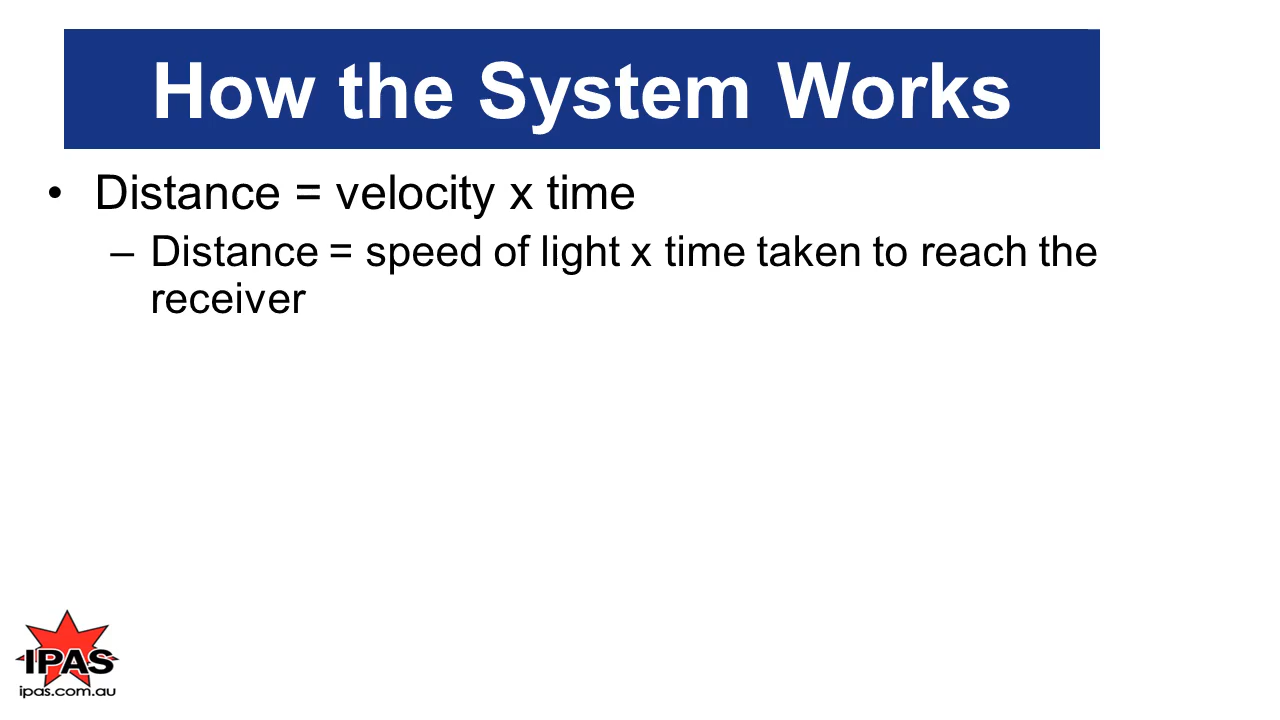 How the System Works
• Distance = velocity x time
– Distance = speed of light x time taken to reach the
receiver
IPAS
ipas.com.au